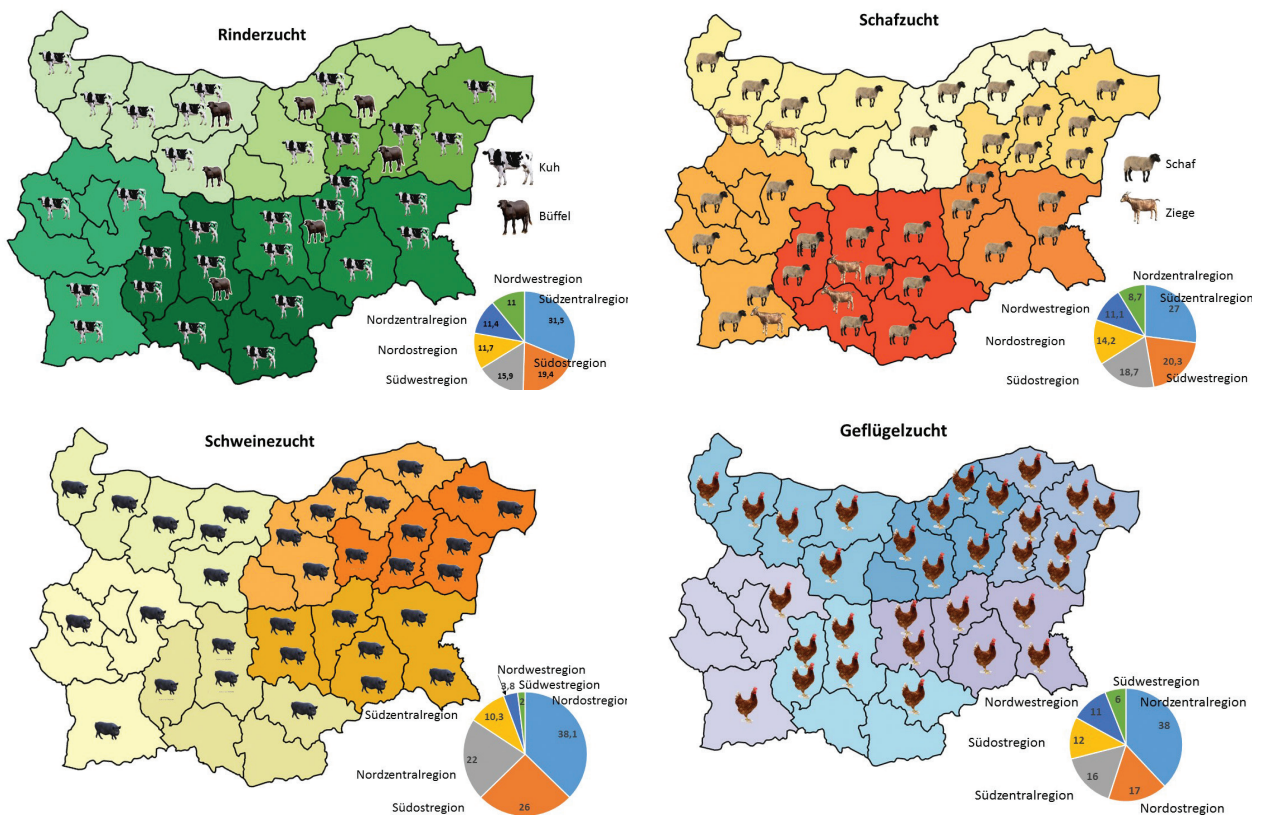 Rinderzucht
Kuh
Büffel
Nordwestregion
Südzentralregion
Nordzentralregion
Nordostregion
Südwestregion
Südostregion
11
31,5
11,4
11,7
15,9
19,4
Schafzucht
Schaf
Ziege
Nordzentralregion
Südzentralregion
Nordwestregion
Nordostregion
Südostregion
Südwestregion
8,7
27
11,1
14,2
18,7
20,3
Schweinezucht
Nordwestregion
Südwestregion
Nordostregion
Südzentralregion
Nordzentralregion
Südostregion
3,8
2
10,3
38,1
22
26
Geflügelzucht
Südwestregion
Nordwestregion
Nordzentralregion
Südostregion
Südzentralregion
Nordostregion
6
11
38
12
16
17